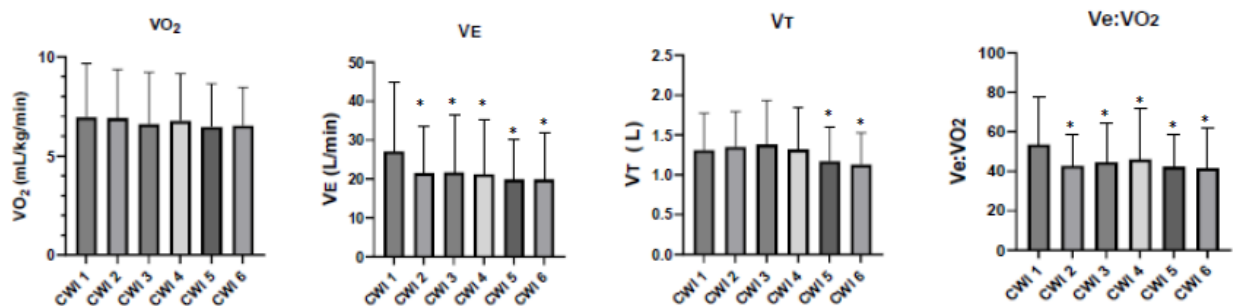 VO2
VO2 (mL/kg/min)
10
5
0
CWI 1
CWI 2
CWI 3
CWI 4
CWI 5
CWI 6
VE
VE (L/min)
50
40
30
20
10
0
* * * * *
CWI 1
CWI 2
CWI 3
CWI 4
CWI 5
CWI 6
VT
VT ( L)
2.5
2.0
1.5
1.0
0.5
0.0
* *
CWI 1
CWI 2
CWI 3
CWI 4
CWI 5
CWI 6
Ve:VO2
Ve:VO2
100
80
60
40
20
0
* * * * *
CWI 1
CWI 2
CWI 3
CWI 4
CWI 5
CWI 6